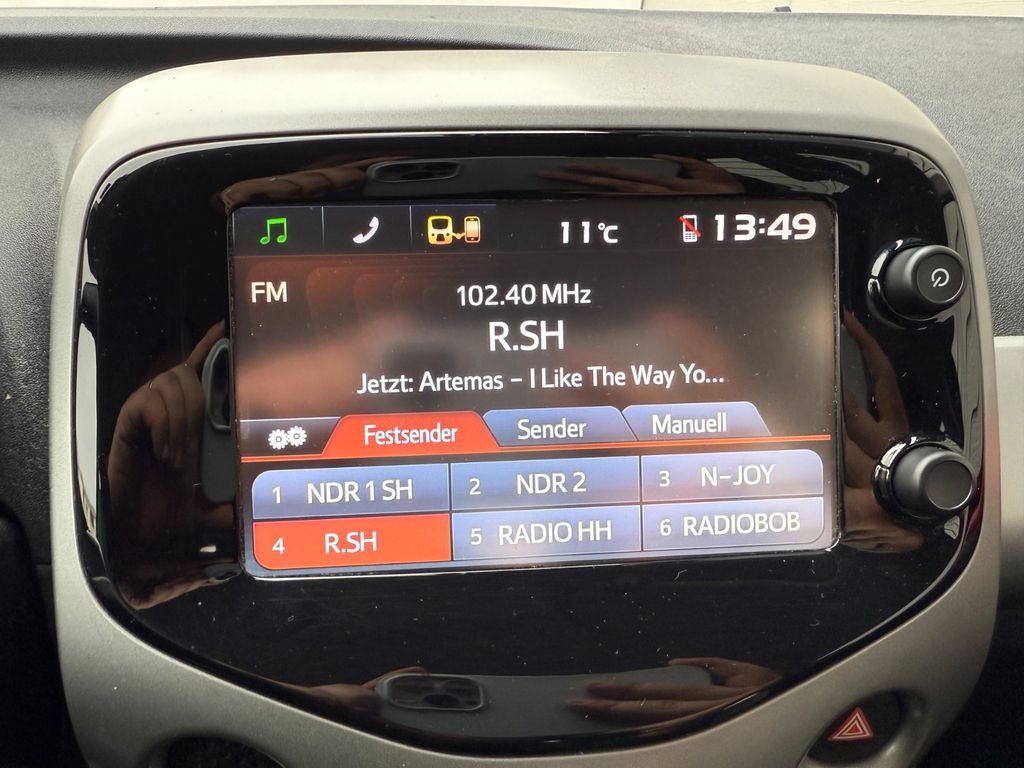 11°C 13:49
FM
102.40 MHz
R.SH
Jetzt: Artemas – I Like The Way Yo...
Festsender Sender Manuell
1 NDR 1 SH 2 NDR 2 3 N-JOY
4 R.SH 5 RADIO HH 6 RADIOBOB